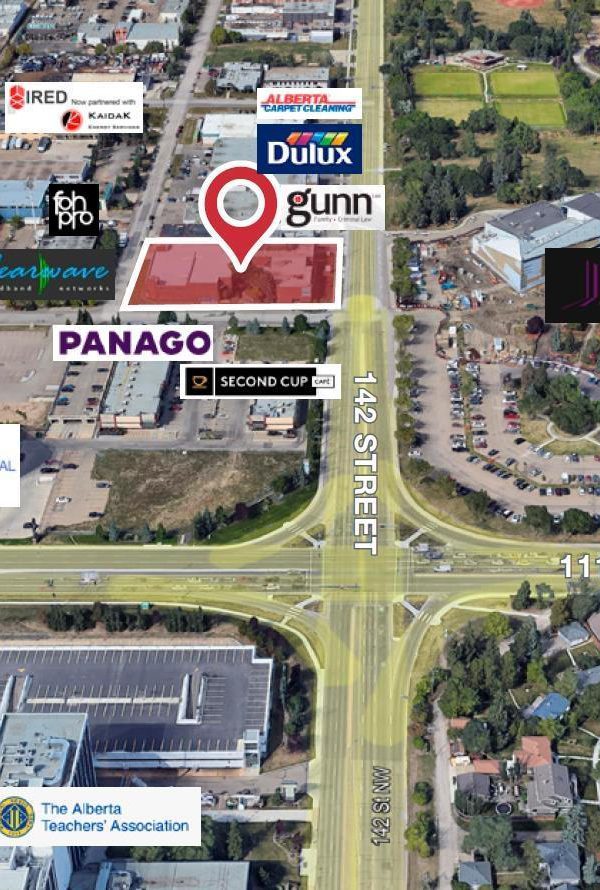 IRED
Now partnered with
KAIDAK
ENERGY SERVICES
ALBERTA
CARPET CLEANING
Dulux
foh
pro
gunn
Family • Criminal Law
earwave
dband networks
PANAGO
SECOND CUP
CAFÉ
AL
142 STREET
111
142 St NW
The Alberta
Teachers' Association